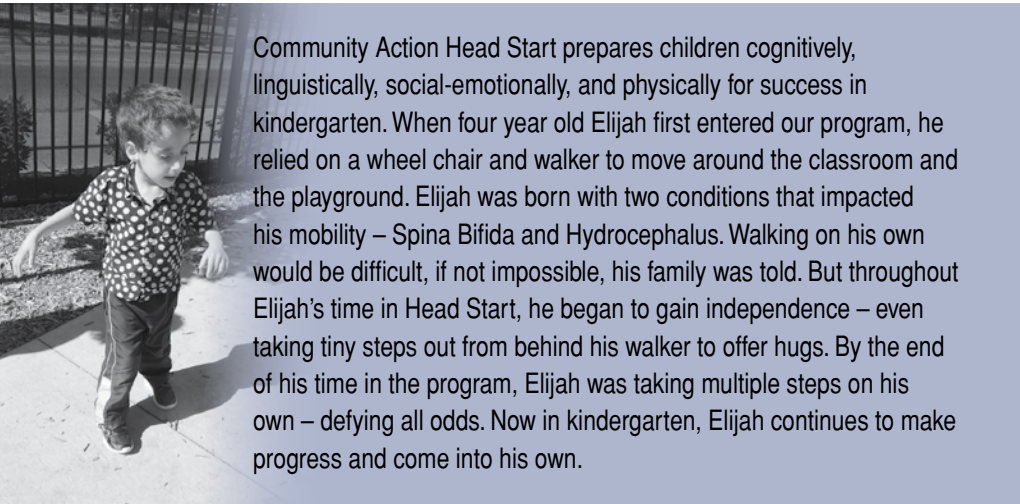 Community Action Head Start prepares children cognitively,
linguistically, social-emotionally, and physically for success in
kindergarten. When four year old Elijah first entered our program, he
relied on a wheel chair and walker to move around the classroom and
the playground. Elijah was born with two conditions that impacted
his mobility – Spina Bifida and Hydrocephalus. Walking on his own
would be difficult, if not impossible, his family was told. But throughout
Elijah’s time in Head Start, he began to gain independence – even
taking tiny steps out from behind his walker to offer hugs. By the end
of his time in the program, Elijah was taking multiple steps on his
own – defying all odds. Now in kindergarten, Elijah continues to make
progress and come into his own.